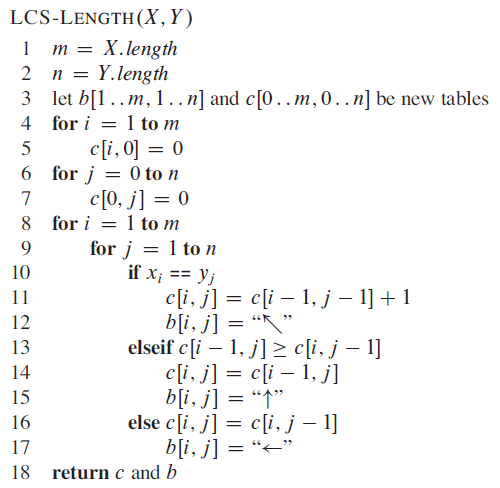 LCS-LENGTH(X, Y)
1 m = X.length
2 n = Y.length
3 let b[1..m, 1..n] and c[0..m, 0..n] be new tables
4 for i = 1 to m
5 c[i, 0] = 0
6 for j = 0 to n
7 c[0, j] = 0
8 for i = 1 to m
9 for j = 1 to n
10 if xᵢ == yⱼ
11 c[i, j] = c[i − 1, j − 1] + 1
12 b[i, j] = “↖”
13 elseif c[i − 1, j] ≥ c[i, j − 1]
14 c[i, j] = c[i − 1, j]
15 b[i, j] = “↑”
16 else c[i, j] = c[i, j − 1]
17 b[i, j] = “←”
18 return c and b